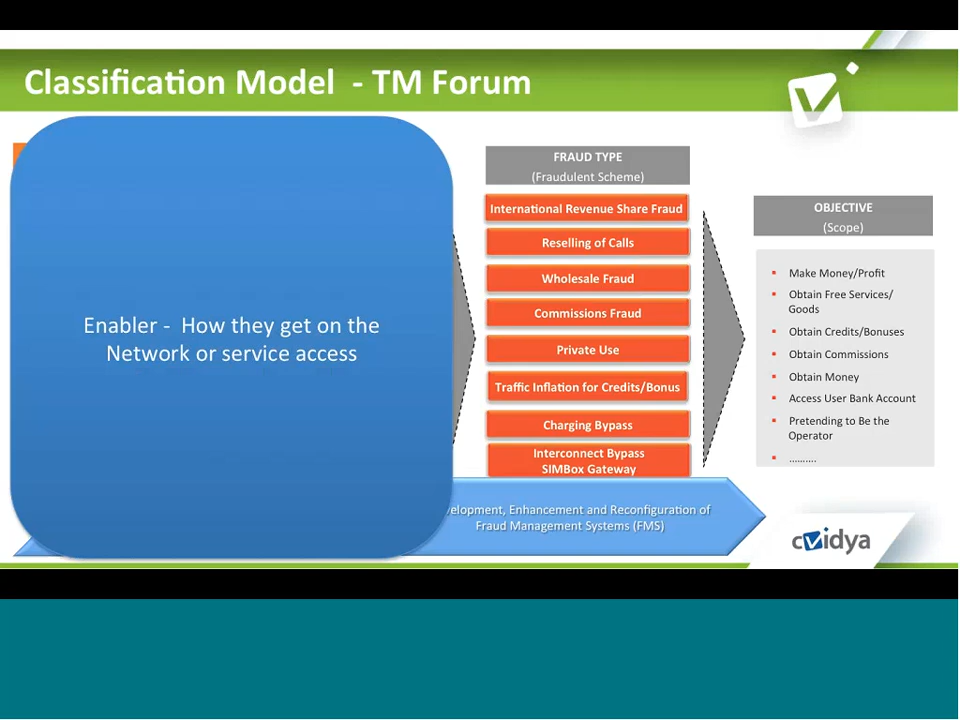 Classification Model - TM Forum
Enabler - How they get on the
Network or service access
FRAUD TYPE
(Fraudulent Scheme)
International Revenue Share Fraud
Reselling of Calls
Wholesale Fraud
Commissions Fraud
Private Use
Traffic Inflation for Credits/Bonus
Charging Bypass
Interconnect Bypass
SIMBox Gateway
OBJECTIVE
(Scope)
Make Money/Profit
Obtain Free Services/
Goods
Obtain Credits/Bonuses
Obtain Commissions
Obtain Money
Access User Bank Account
Pretending to Be the
Operator
..........
elopment, Enhancement and Reconfiguration of
Fraud Management Systems (FMS)
cvidya